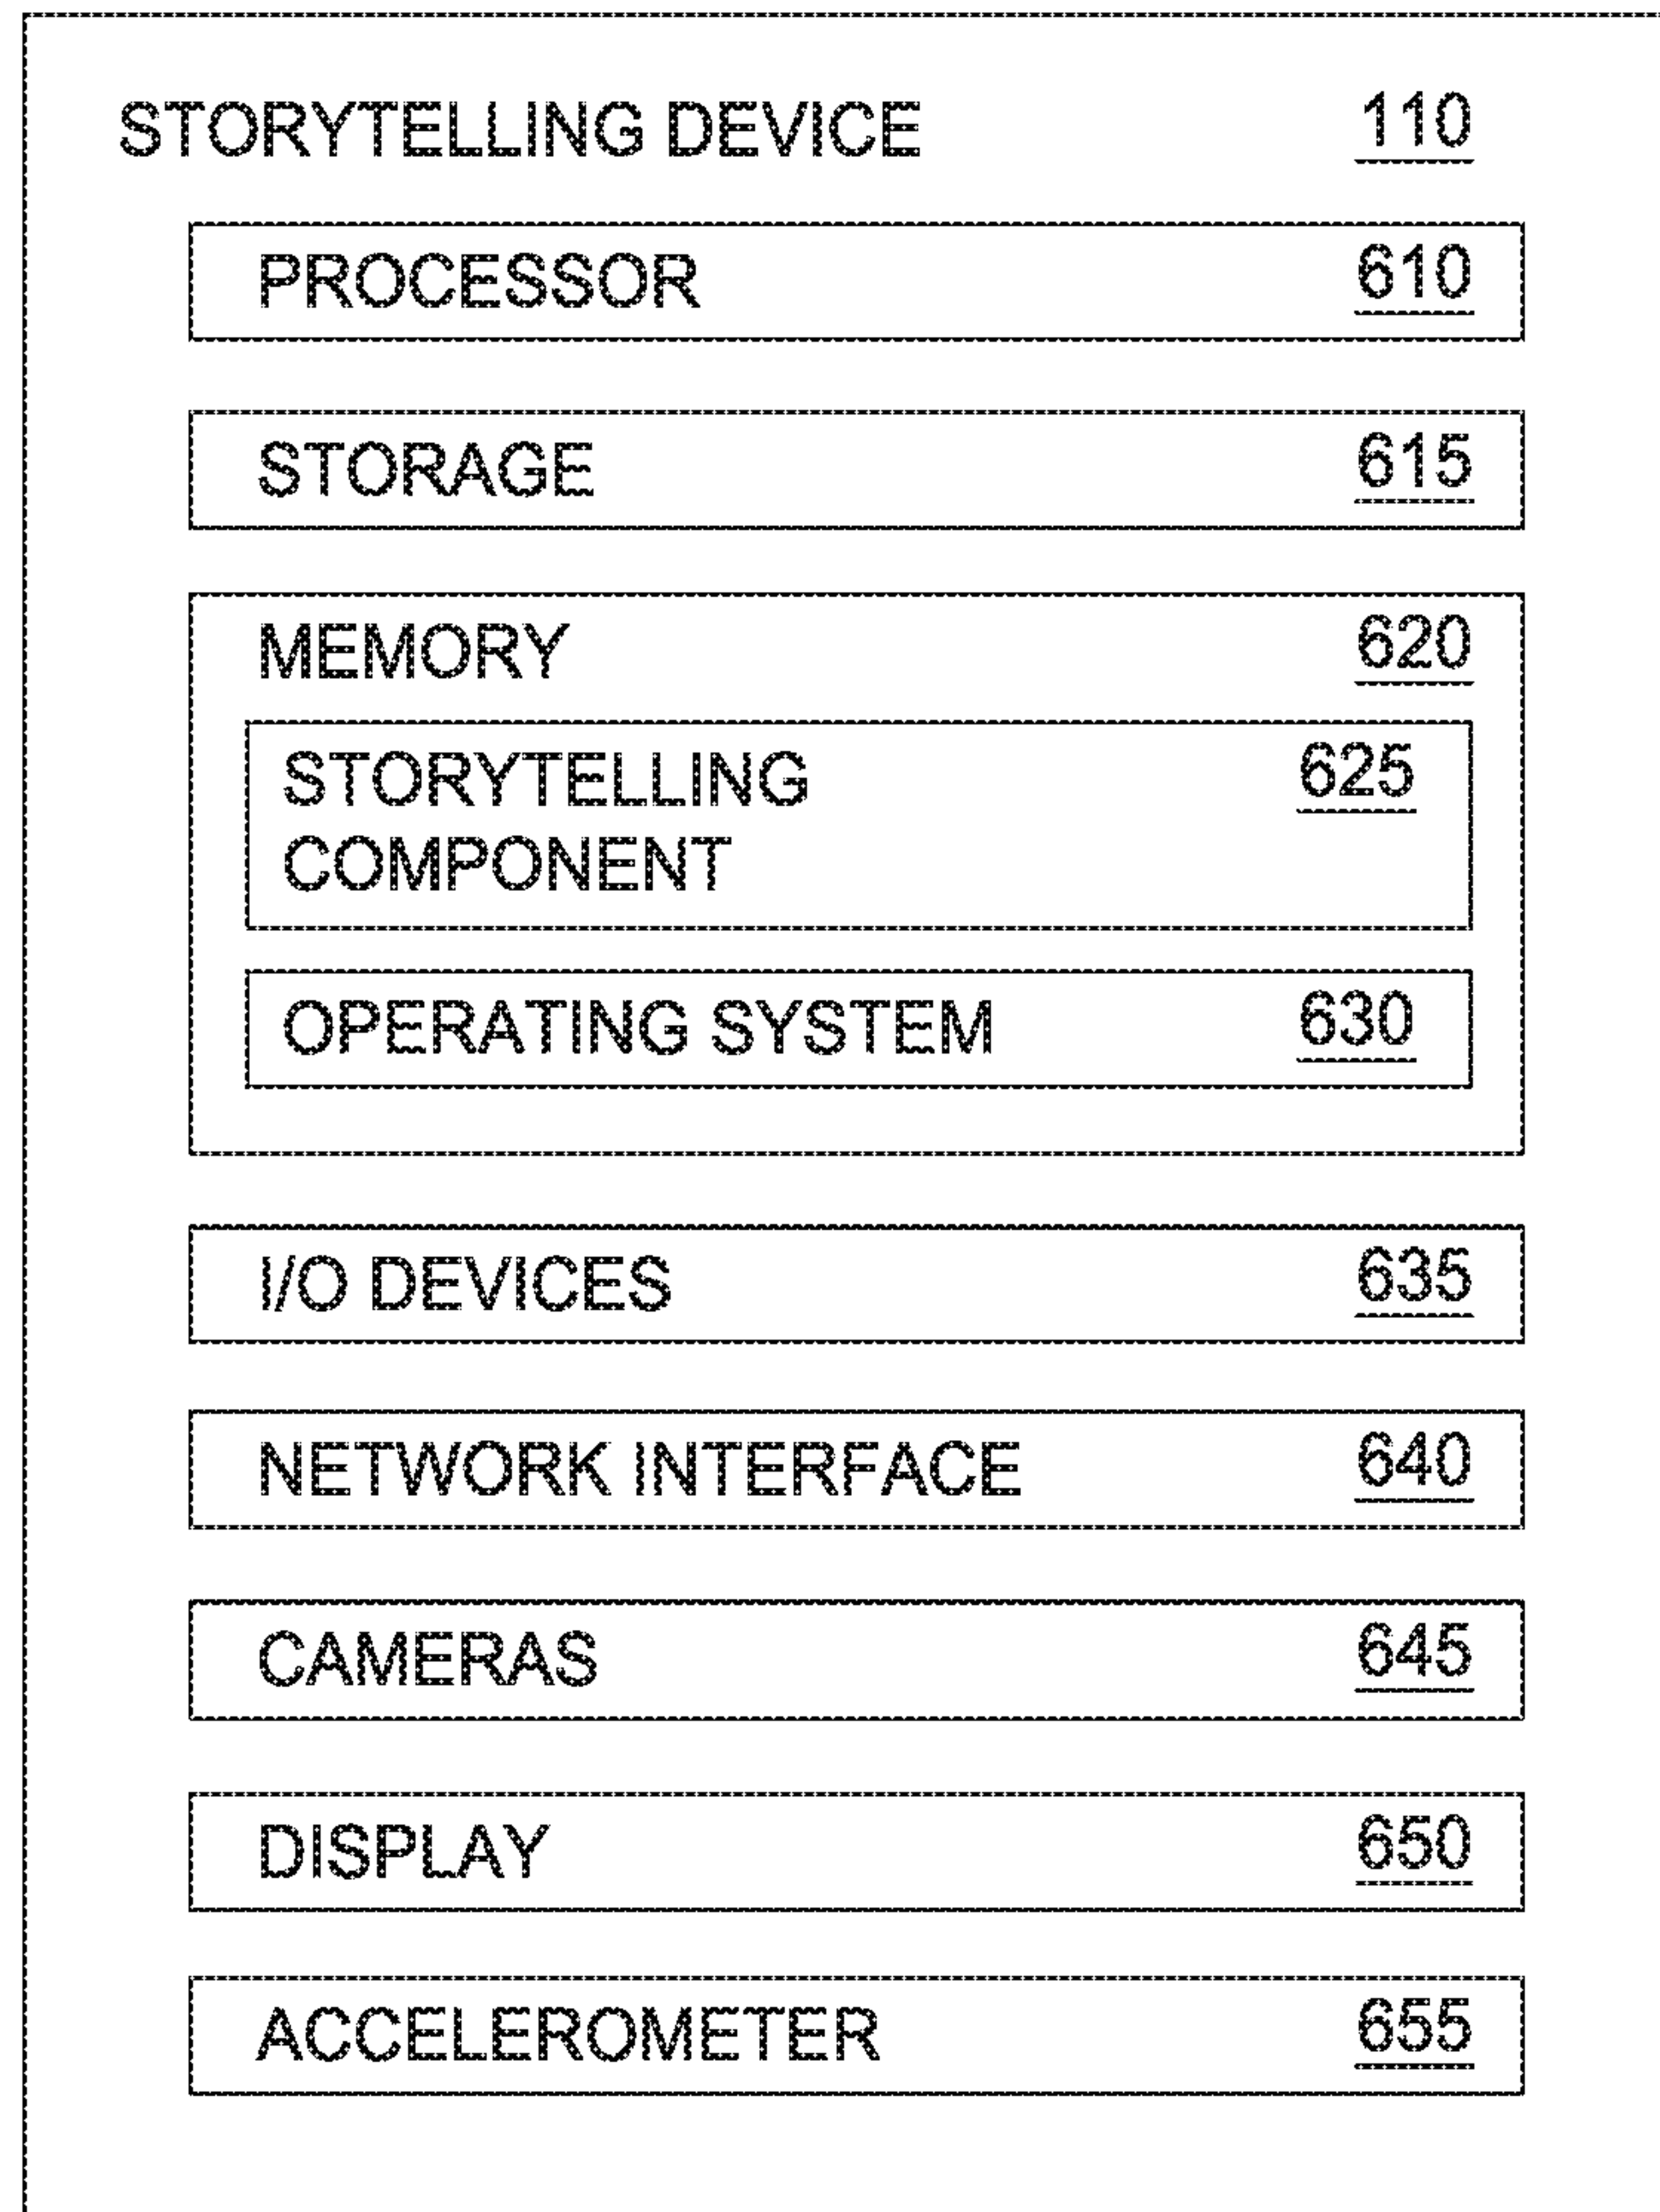 STORYTELLING DEVICE 110
PROCESSOR 610
STORAGE 615
MEMORY 620
STORYTELLING 625
COMPONENT
OPERATING SYSTEM 630
I/O DEVICES 635
NETWORK INTERFACE 640
CAMERAS 645
DISPLAY 650
ACCELEROMETER 655